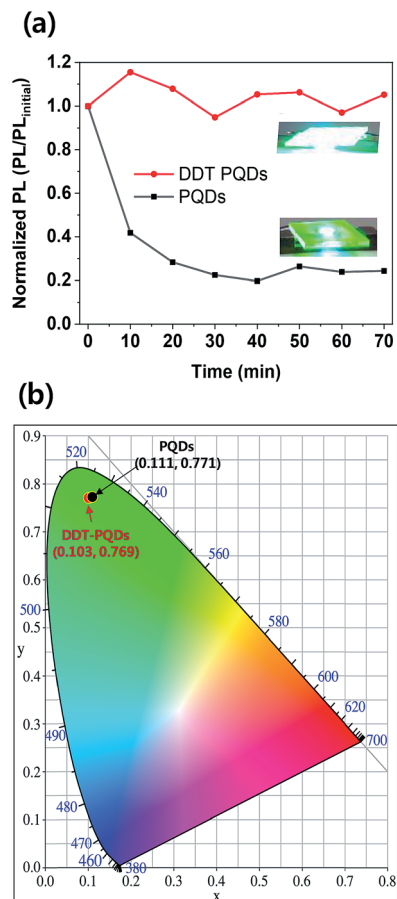 (a)
Normalized PL (PL/PLinitial)
1.2
1.0
0.8
0.6
0.4
0.2
0.0
DDT PQDs
PQDs
0 10 20 30 40 50 60 70
Time (min)
(b)
0.9
0.8
0.7
0.6
0.5
y
0.4
0.3
0.2
0.1
0.0
520
PQDs
(0.111, 0.771)
540
DDT-PQDs
(0.103, 0.769)
560
500
580
600
620
490
700
480
470
460
380
0.0 0.1 0.2 0.3 0.4 0.5 0.6 0.7 0.8
x